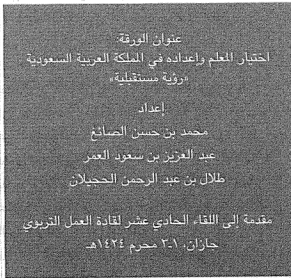 عنوان الورقة:
اختيار المعلم وإعداده في المملكة العربية السعودية
«رؤية مستقبلية»
إعداد
محمد بن حسن الصائغ
عبد العزيز بن سعود العمر
طلال بن عبد الرحمن الحجيلان
مقدمة إلى اللقاء الحادي عشر لقادة العمل التربوي
جازان، ١-٣ محرم ١٤٢٤هـ